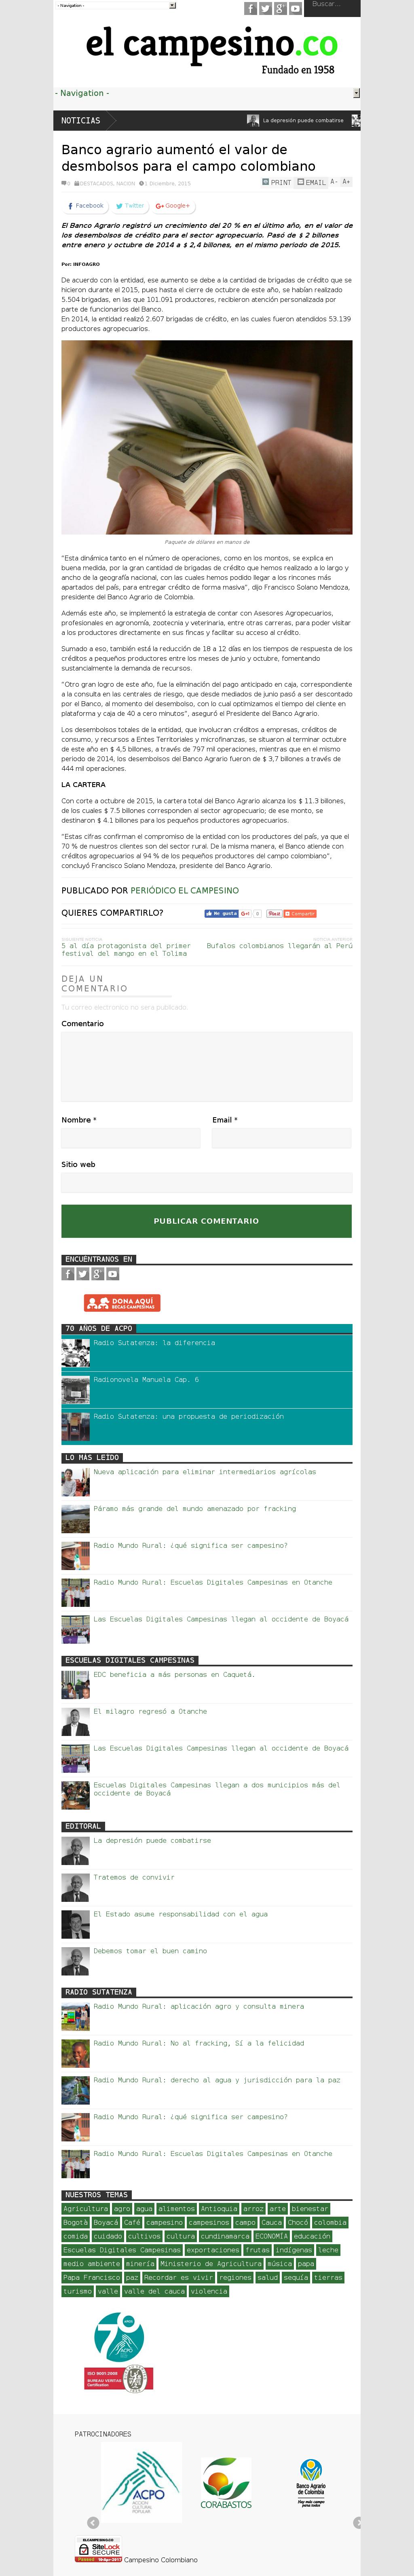 - Navigation -
Buscar...
el campesino.co
Fundado en 1958
- Navigation -
NOTICIAS
La depresión puede combatirse
Banco agrario aumentó el valor de
desmbolsos para el campo colombiano
0 DESTACADOS, NACIÓN 1 Diciembre, 2015
PRINT EMAIL A- A+
Facebook Twitter Google+
El Banco Agrario registró un crecimiento del 20 % en el último año, en el valor de
los desembolsos de crédito para el sector agropecuario. Pasó de $ 2 billones
entre enero y octubre de 2014 a $ 2,4 billones, en el mismo periodo de 2015.
Por: INFOAGRO
De acuerdo con la entidad, ese aumento se debe a la cantidad de brigadas de crédito que se
hicieron durante el 2015, pues hasta el cierre de octubre de este año, se habían realizado
5.504 brigadas, en las que 101.091 productores, recibieron atención personalizada por
parte de funcionarios del Banco.
En 2014, la entidad realizó 2.607 brigadas de crédito, en las cuales fueron atendidos 53.139
productores agropecuarios.
Paquete de dólares en manos de
"Esta dinámica tanto en el número de operaciones, como en los montos, se explica en
buena medida, por la gran cantidad de brigadas de crédito que hemos realizado a lo largo y
ancho de la geografía nacional, con las cuales hemos podido llegar a los rincones más
apartados del país, para entregar crédito de forma masiva", dijo Francisco Solano Mendoza,
presidente del Banco Agrario de Colombia.
Además este año, se implementó la estrategia de contar con Asesores Agropecuarios,
profesionales en agronomía, zootecnia y veterinaria, entre otras carreras, para poder visitar
a los productores directamente en sus fincas y facilitar su acceso al crédito.
Sumado a eso, también está la reducción de 18 a 12 días en los tiempos de respuesta de los
créditos a pequeños productores entre los meses de junio y octubre, fomentando
sustancialmente la demanda de recursos.
"Otro gran logro de este año, fue la eliminación del pago anticipado en caja, correspondiente
a la consulta en las centrales de riesgo, que desde mediados de junio pasó a ser descontado
por el Banco, al momento del desembolso, con lo cual optimizamos el tiempo del cliente en
plataforma y caja de 40 a oro minutos", aseguró el Presidente del Banco Agrario.
Los desembolsos totales de la entidad, que involucran créditos a empresas, créditos de
consumo, y recursos a Entes Territoriales y microfinanzas, se situaron al terminar octubre
de este año en $ 4,5 billones, a través de 797 mil operaciones, mientras que en el mismo
periodo de 2014, los desembolsos del Banco Agrario fueron de $ 3,7 billones a través de
444 mil operaciones.
LA CARTERA
Con corte a octubre de 2015, la cartera total del Banco Agrario alcanza los $ 11.3 billones,
de los cuales $ 7.5 billones corresponden al sector agropecuario; de ese monto, se
destinaron $ 4.1 billones para los pequeños productores agropecuarios.
"Estas cifras confirman el compromiso de la entidad con los productores del país, ya que el
70 % de nuestros clientes son del sector rural. De la misma manera, el Banco atiende con
créditos agropecuarios al 94 % de los pequeños productores del campo colombiano",
concluyó Francisco Solano Mendoza, presidente del Banco Agrario.
PUBLICADO POR PERIÓDICO EL CAMPESINO
QUIERES COMPARTIRLO?
Me gusta G+1 0 Pin it Compartir
5 al día protagonista del primer
festival del mango en el Tolima
Bufalos colombianos llegarán al Perú
DEJA UN
COMENTARIO
Tu correo electrónico no sera publicado
Comentario
Nombre *
Email *
Sitio web
PUBLICAR COMENTARIO
ENCUÉNTRANOS EN
DONA AQUÍ
BECAS CAMPESINAS
70 AÑOS DE ACPO
Radio Sutatenza: la diferencia
Radionovela Manuela Cap. 6
Radio Sutatenza: una propuesta de periodización
LO MÁS LEÍDO
Nueva aplicación para eliminar intermediarios agrícolas
Páramo más grande del mundo amenazado por fracking
Radio Mundo Rural: ¿qué significa ser campesino?
Radio Mundo Rural: Escuelas Digitales Campesinas en Otanche
Las Escuelas Digitales Campesinas llegan al occidente de Boyacá
ESCUELAS DIGITALES CAMPESINAS
EDC beneficia a más personas en Caquetá.
El milagro regresó a Otanche
Las Escuelas Digitales Campesinas llegan al occidente de Boyacá
Escuelas Digitales Campesinas llegan a dos municipios más del
occidente de Boyacá
EDITORIAL
La depresión puede combatirse
Tratemos de convivir
El Estado asume responsabilidad con el agua
Debemos tomar el buen camino
RADIO SUTATENZA
Radio Mundo Rural: aplicación agro y consulta minera
Radio Mundo Rural: No al fracking, Sí a la felicidad
Radio Mundo Rural: derecho al agua y jurisdicción para la paz
Radio Mundo Rural: ¿qué significa ser campesino?
Radio Mundo Rural: Escuelas Digitales Campesinas en Otanche
NUESTROS TEMAS
Agricultura agro agua alimentos Antioquia arroz arte bienestar
Bogotá Boyacá Café campesino campesinos campo Cauca Chocó colombia
comida cuidado cultivos cultura cundinamarca ECONOMÍA educación
Escuelas Digitales Campesinas exportaciones frutas indígenas leche
medio ambiente minería Ministerio de Agricultura música papa
Papa Francisco paz Recordar es vivir regiones salud sequía tierras
turismo valle valle del cauca violencia
ISO 9001:2008
BUREAU VERITAS
Certification
PATROCINADORES
ACPO
ACCIÓN CULTURAL
POPULAR
CORABASTOS
Banco Agrario
de Colombia
Hay más campo
para todos
ELCAMPESINO.CO
SiteLock
SECURE
Campesino Colombiano